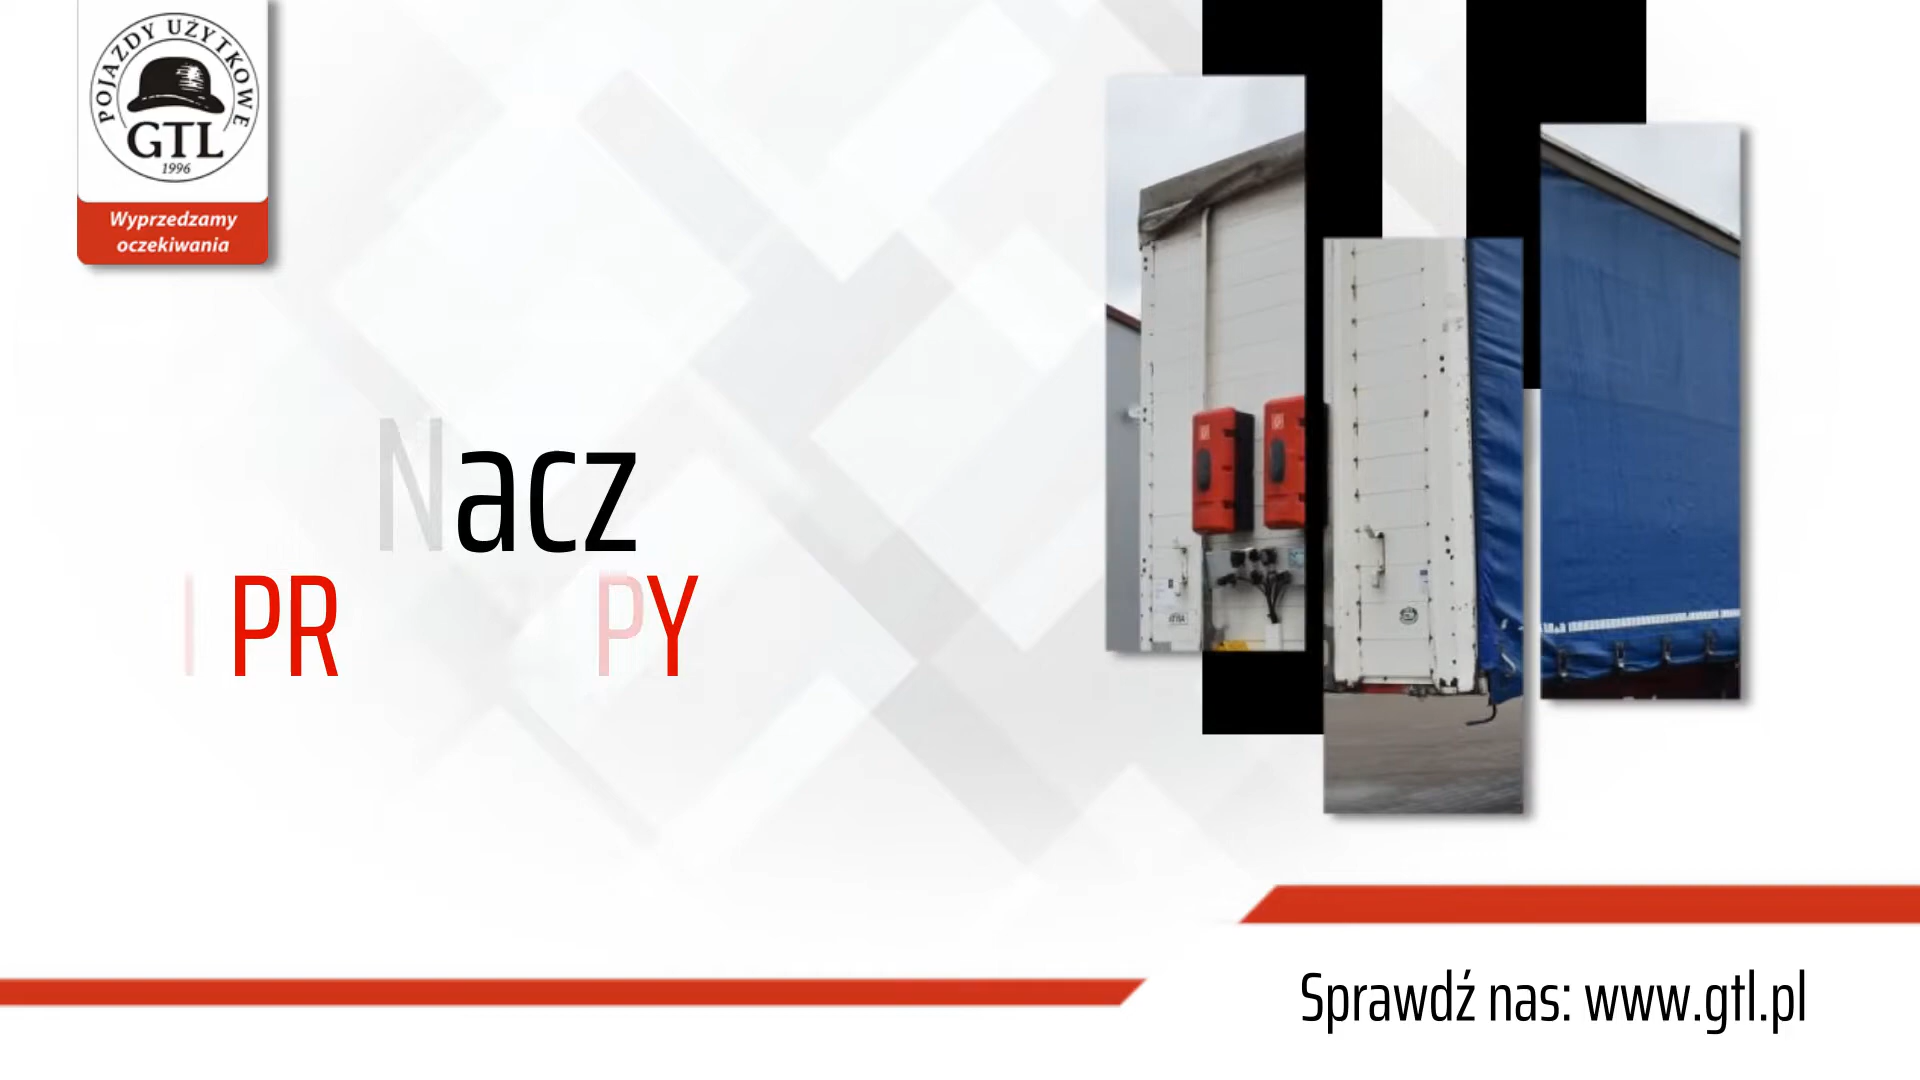 POJAZDY UŻYTKOWE
GTL
1996
Wyprzedzamy
oczekiwania
Nacz
I PR PY
Sprawdź nas: www.gtl.pl